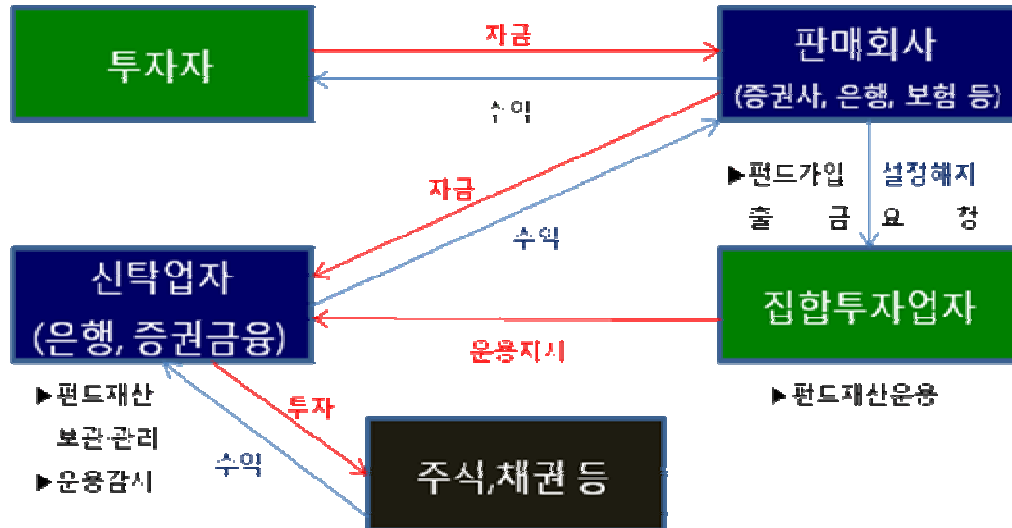 투자자
자금
수익
판매회사
(증권사, 은행, 보험 등)
자금
수익
▶펀드가입 설정해지
출 금 요 청
신탁업자
(은행, 증권금융)
운용지시
집합투자업자
▶펀드재산
보관·관리
▶운용감시
투자
수익
▶펀드재산운용
주식,채권 등